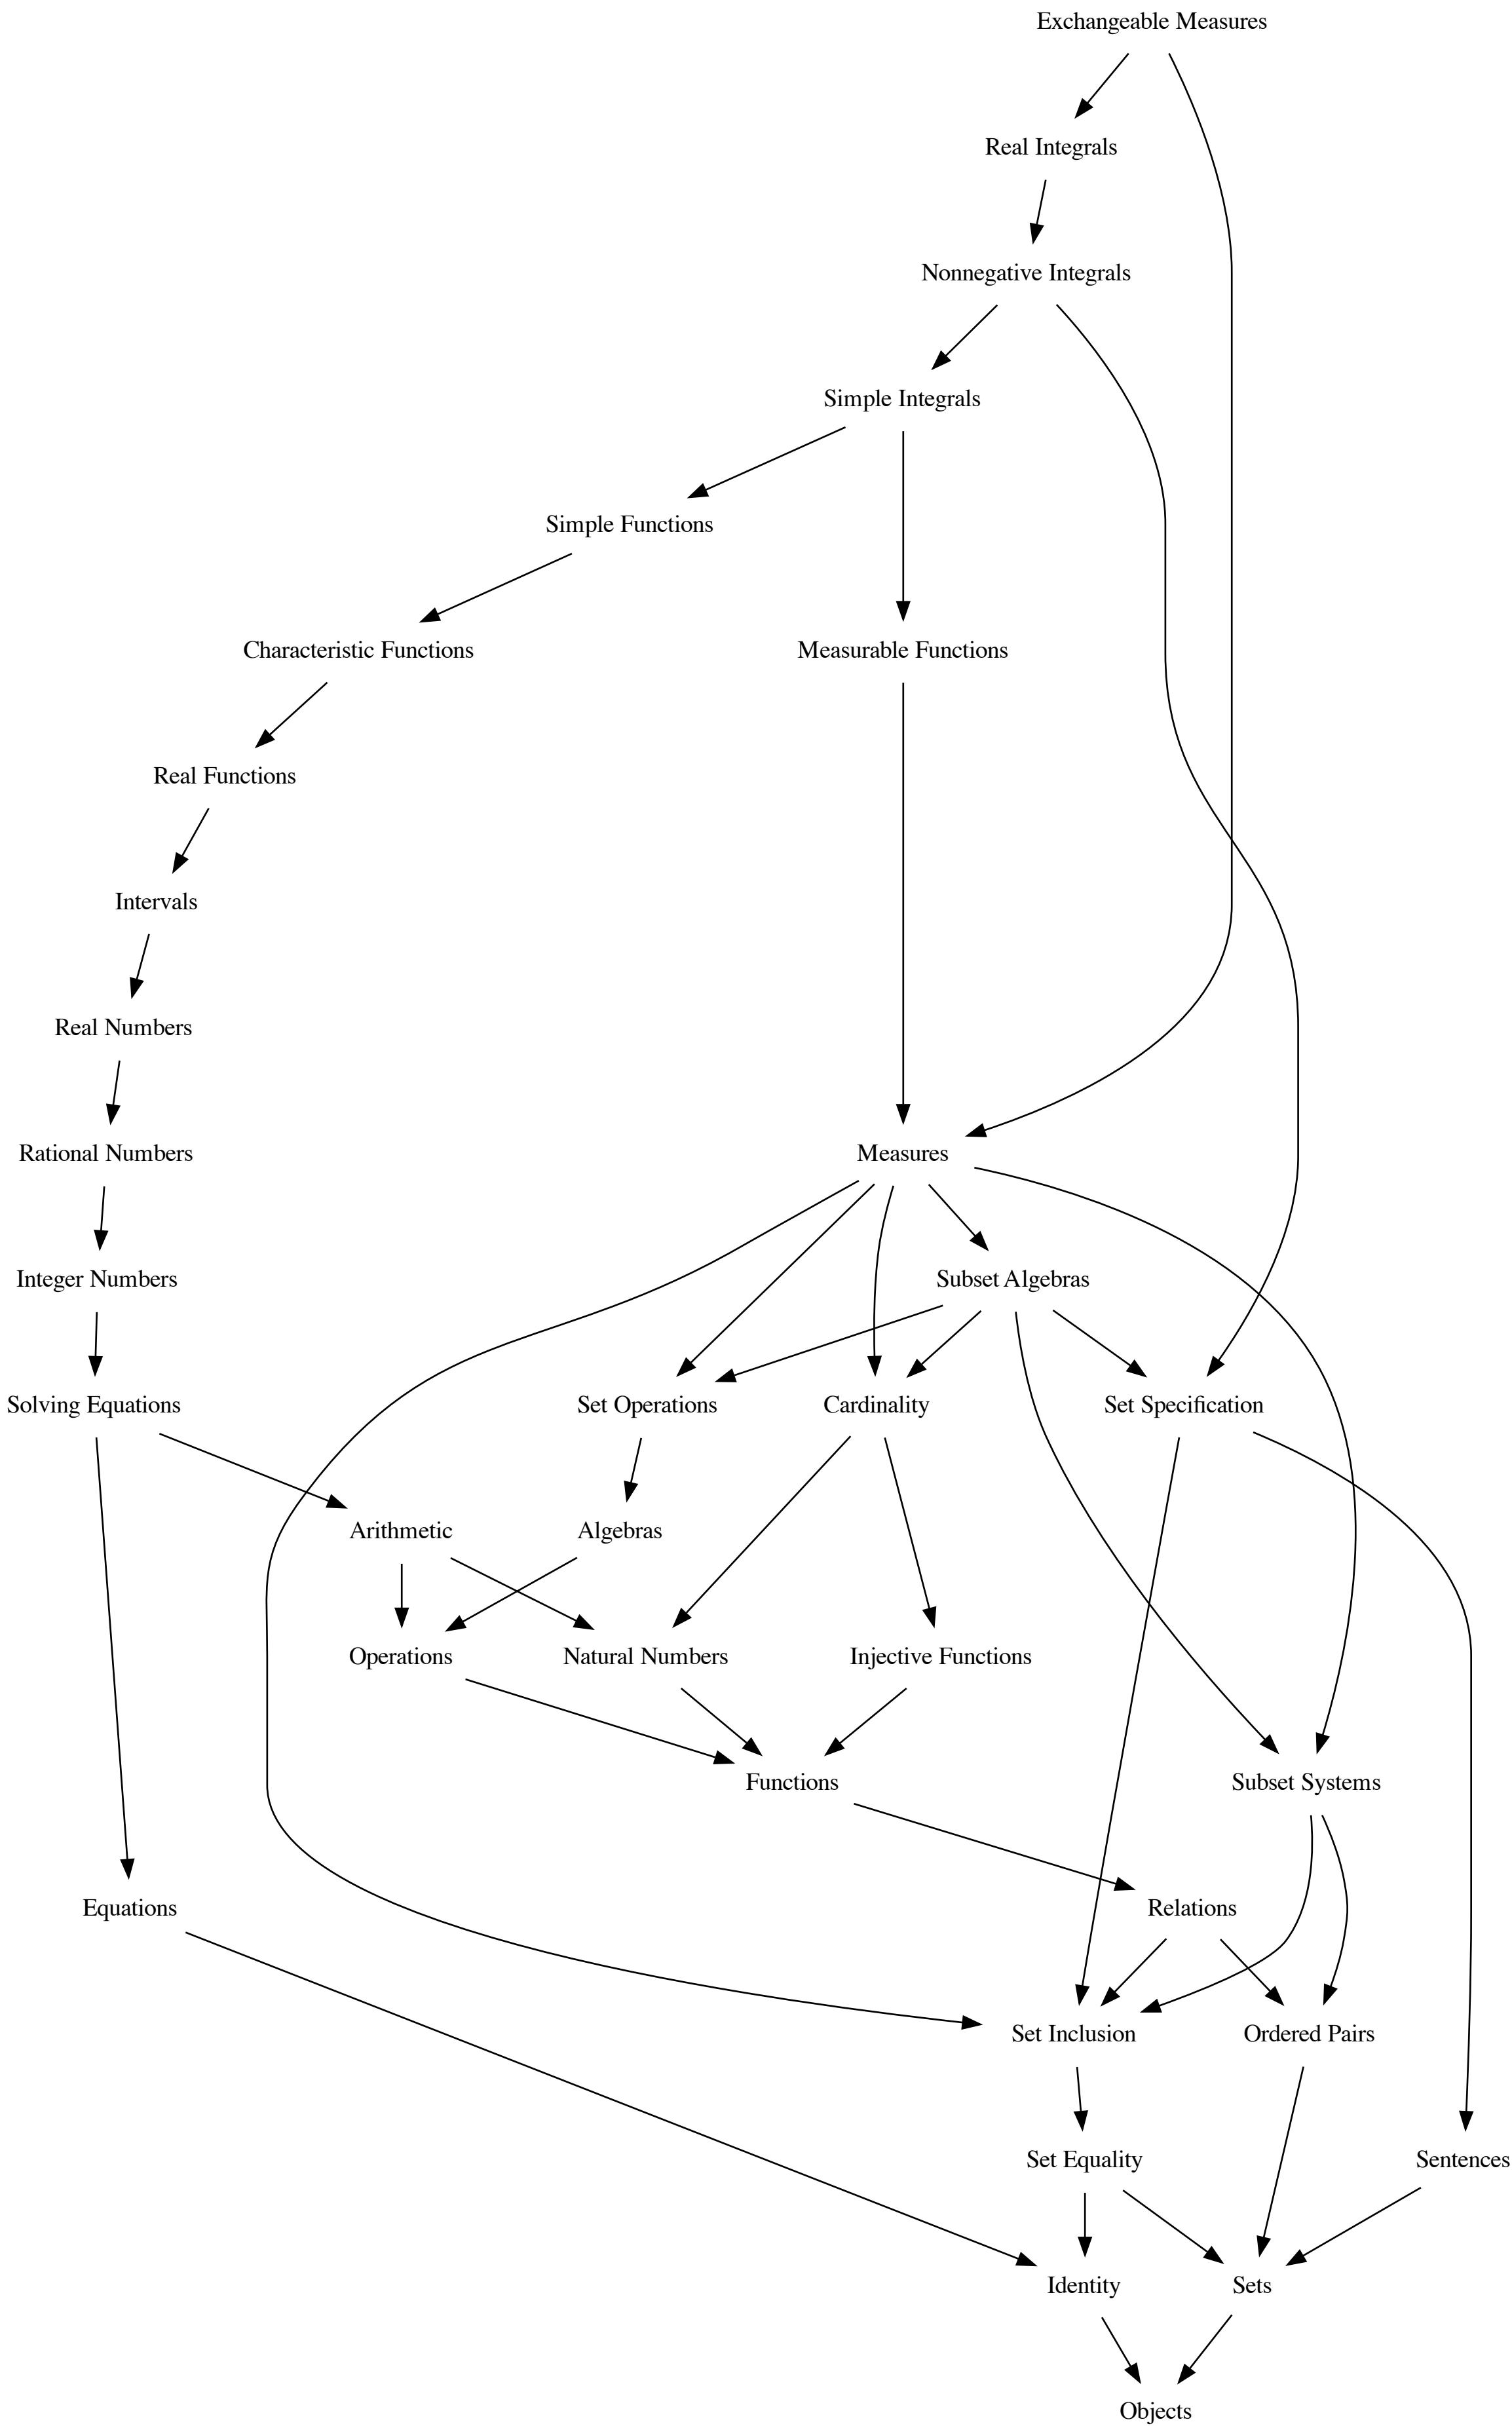 Exchangeable Measures
Real Integrals
Nonnegative Integrals
Simple Integrals
Simple Functions
Characteristic Functions
Measurable Functions
Real Functions
Intervals
Real Numbers
Rational Numbers
Measures
Integer Numbers
Subset Algebras
Solving Equations
Set Operations
Cardinality
Set Specification
Arithmetic
Algebras
Operations
Natural Numbers
Injective Functions
Functions
Subset Systems
Equations
Relations
Set Inclusion
Ordered Pairs
Set Equality
Sentences
Identity
Sets
Objects